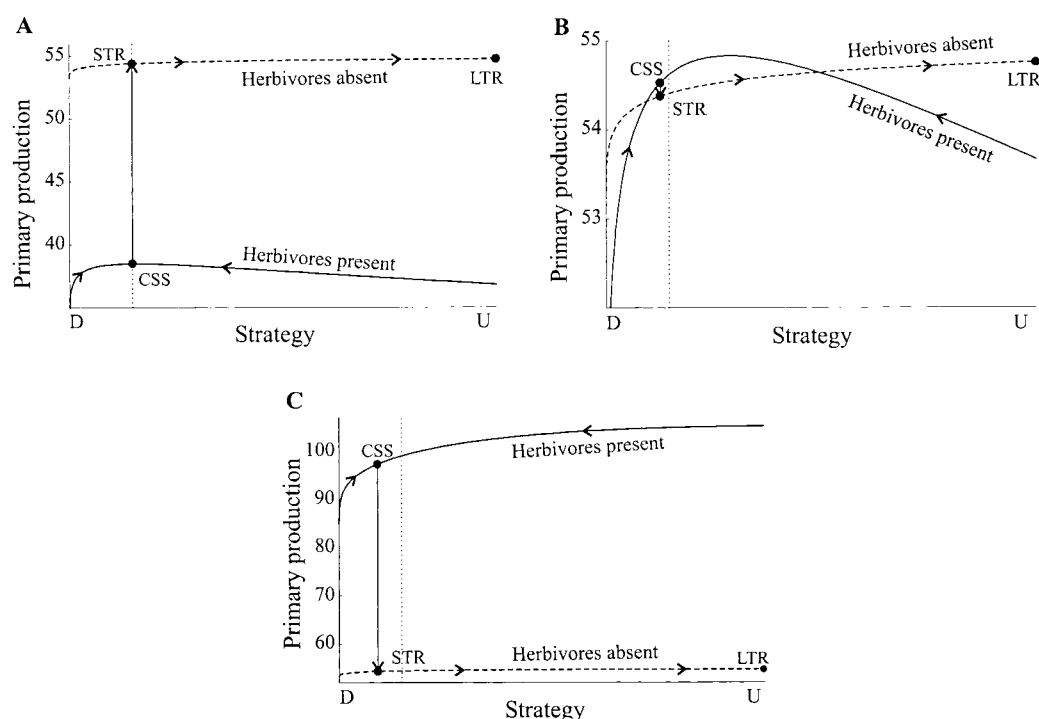 A
Primary production
55
50
45
40
STR
Herbivores absent
LTR
Herbivores present
CSS
D
U
Strategy
B
Primary production
55
54
53
CSS
STR
Herbivores absent
LTR
Herbivores present
D
U
Strategy
C
Primary production
100
90
80
70
60
CSS
Herbivores present
STR
Herbivores absent
LTR
D
U
Strategy